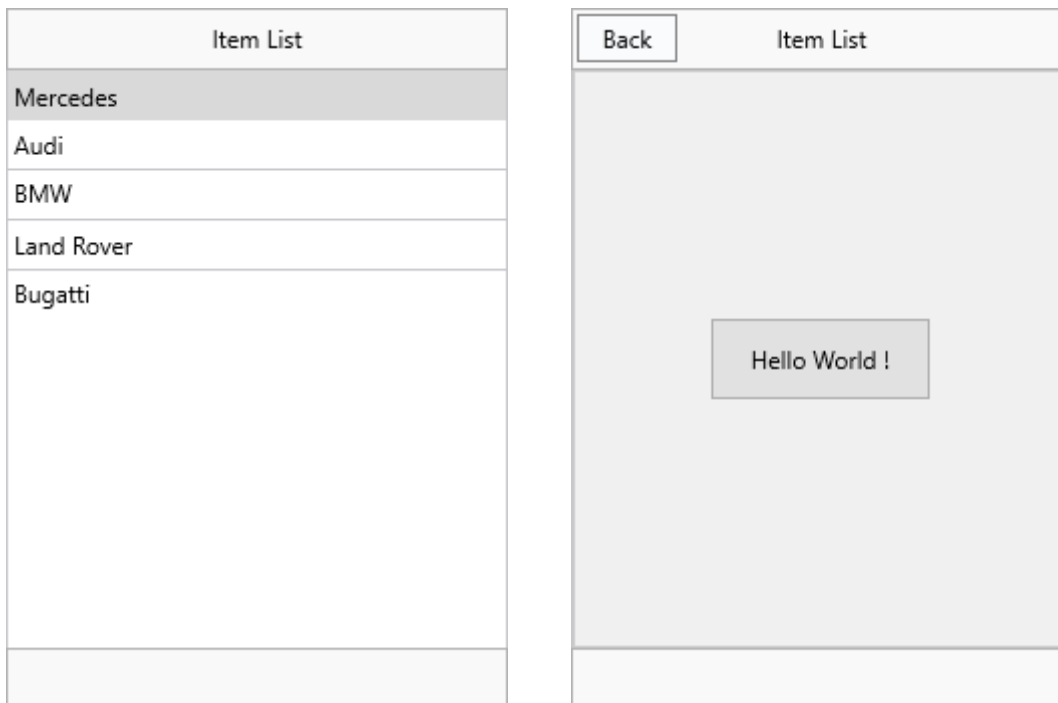 Item List
Mercedes
Audi
BMW
Land Rover
Bugatti
Back
Item List
Hello World !